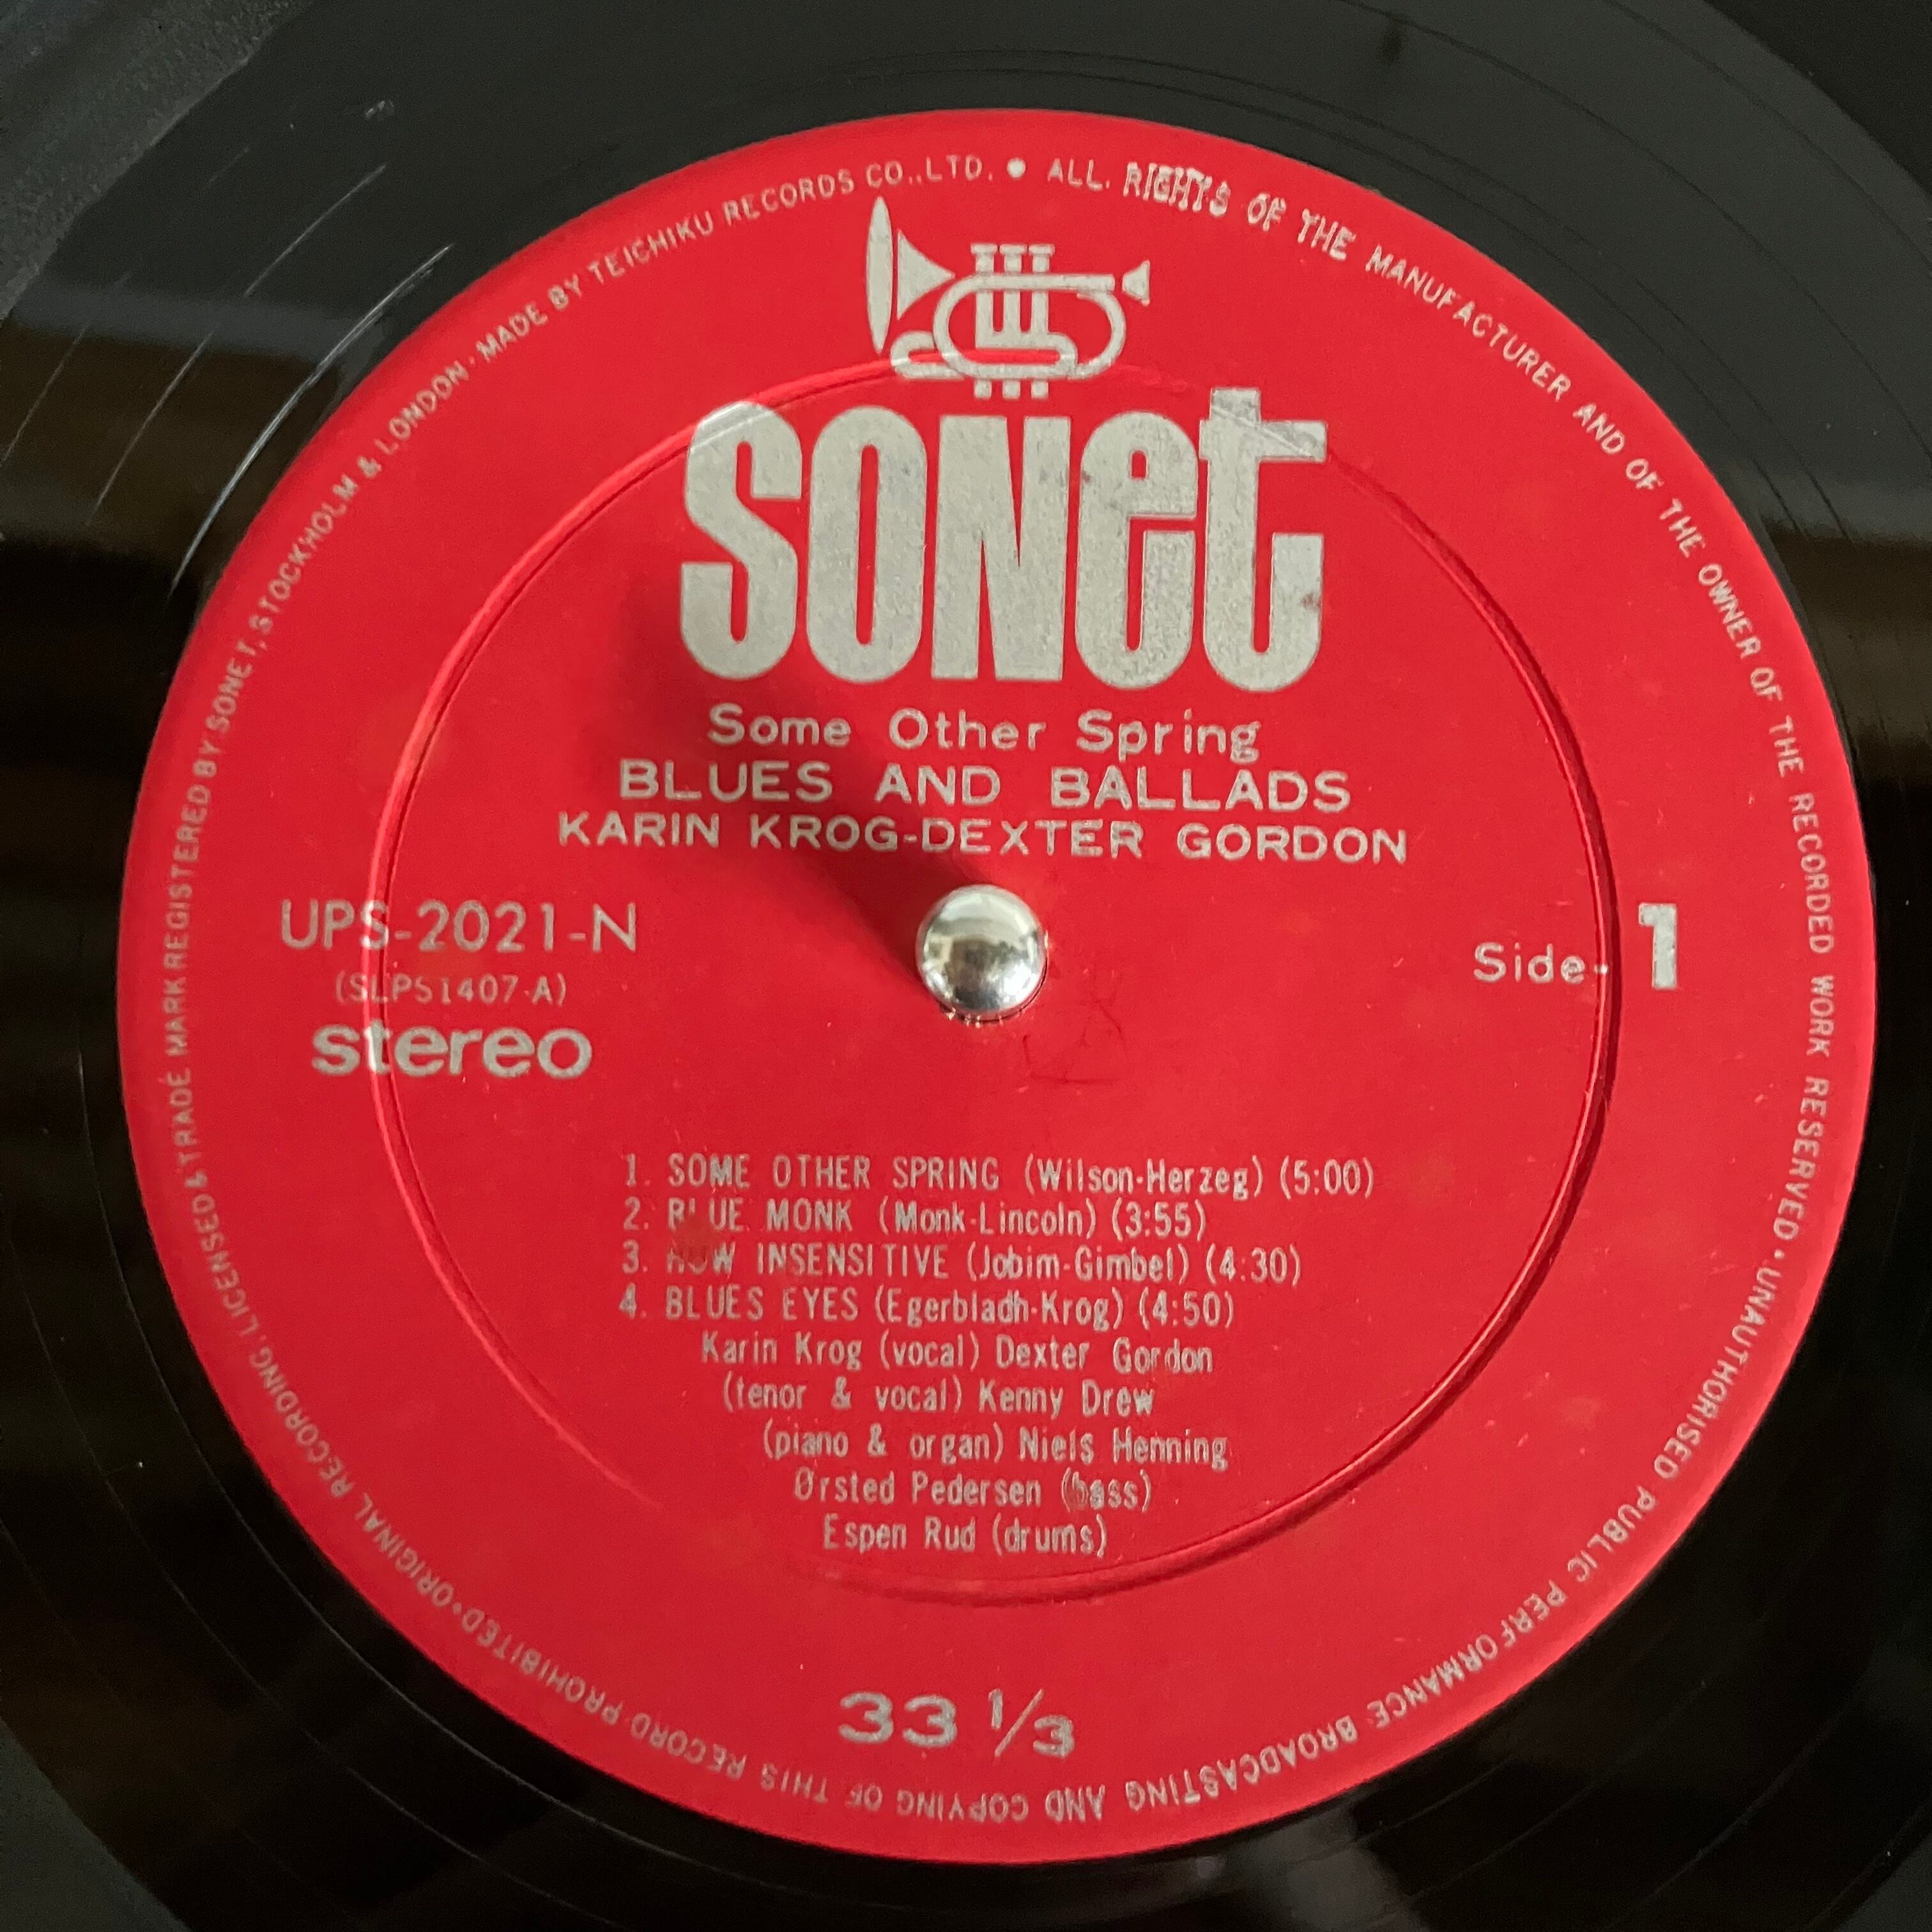 MADE BY TEICHIKU RECORDS CO.,LTD. ● ALL. RIGHTS OF THE MANUFACTURER AND OF THE OWNER OF THE RECORDED WORK RESERVED • UNAUTHORISED PUBLIC PERFORMANCE BROADCASTING AND COPYING OF THIS RECORD PROHIBITED • ORIGINAL RECORDING, LICENSED & TRADE MARK REGISTERED BY SONET, STOCKHOLM & LONDON •
sonet
Some Other Spring
BLUES AND BALLADS
KARIN KROG-DEXTER GORDON
UPS-2021-N
(SLPS1407-A)
stereo
Side-1
1. SOME OTHER SPRING (Wilson-Herzeg) (5:00)
2. BLUE MONK (Monk-Lincoln) (3:55)
3. HOW INSENSITIVE (Jobim-Gimbel) (4:30)
4. BLUES EYES (Egerbladh-Krog) (4:50)
Karin Krog (vocal) Dexter Gordon
(tenor & vocal) Kenny Drew
(piano & organ) Niels Henning
Ørsted Pedersen (bass)
Espen Rud (drums)
33 1/3